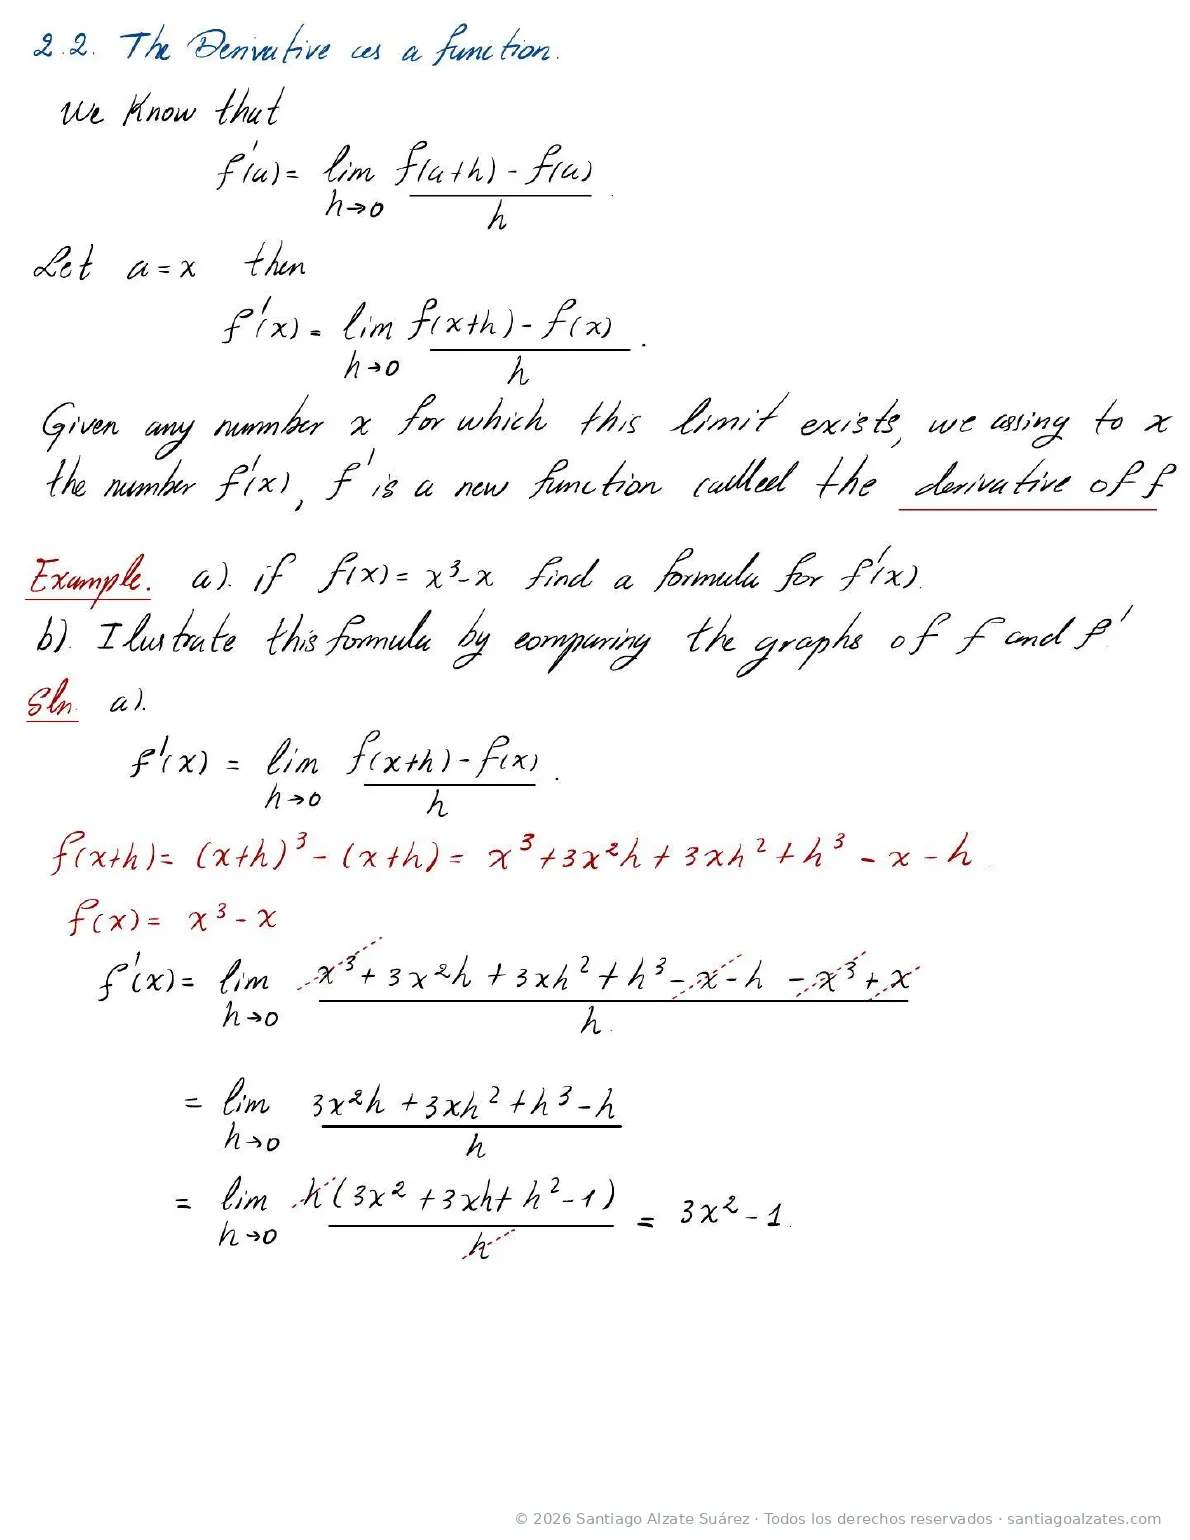 2.2. The Derivative as a function.
We Know that
f'(a) = lim h→0 (f(a+h) - f(a))/h.
Let a = x then
f'(x) = lim h→0 (f(x+h) - f(x))/h.
Given any number x for which this limit exists, we assing to x
the number f'(x), f' is a new function called the derivative of f
Example. a). if f(x) = x³-x find a formula for f'(x).
b). Ilustrate this formula by comparing the graphs of f and f'.
Sln. a).
f'(x) = lim h→0 (f(x+h) - f(x))/h.
f(x+h) = (x+h)³ - (x+h) = x³ + 3x²h + 3xh² + h³ - x - h
f(x) = x³ - x
f'(x) = lim h→0 (x³ + 3x²h + 3xh² + h³ - x - h - x³ + x)/h.
= lim h→0 (3x²h + 3xh² + h³ - h)/h
= lim h→0 h(3x² + 3xh + h² - 1)/h = 3x² - 1.
© 2026 Santiago Alzate Suárez · Todos los derechos reservados · santiagoalzates.com